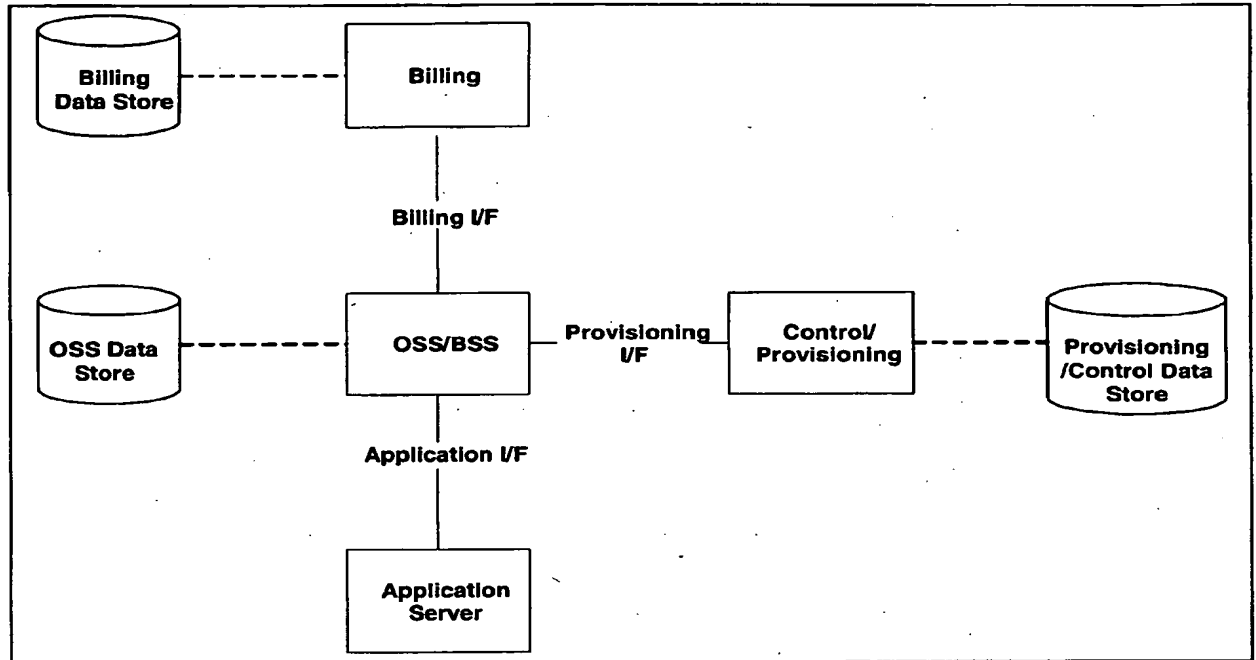 Billing
Data Store
Billing
Billing I/F
OSS Data
Store
OSS/BSS
Provisioning
I/F
Control/
Provisioning
Provisioning
/Control Data
Store
Application I/F
Application
Server